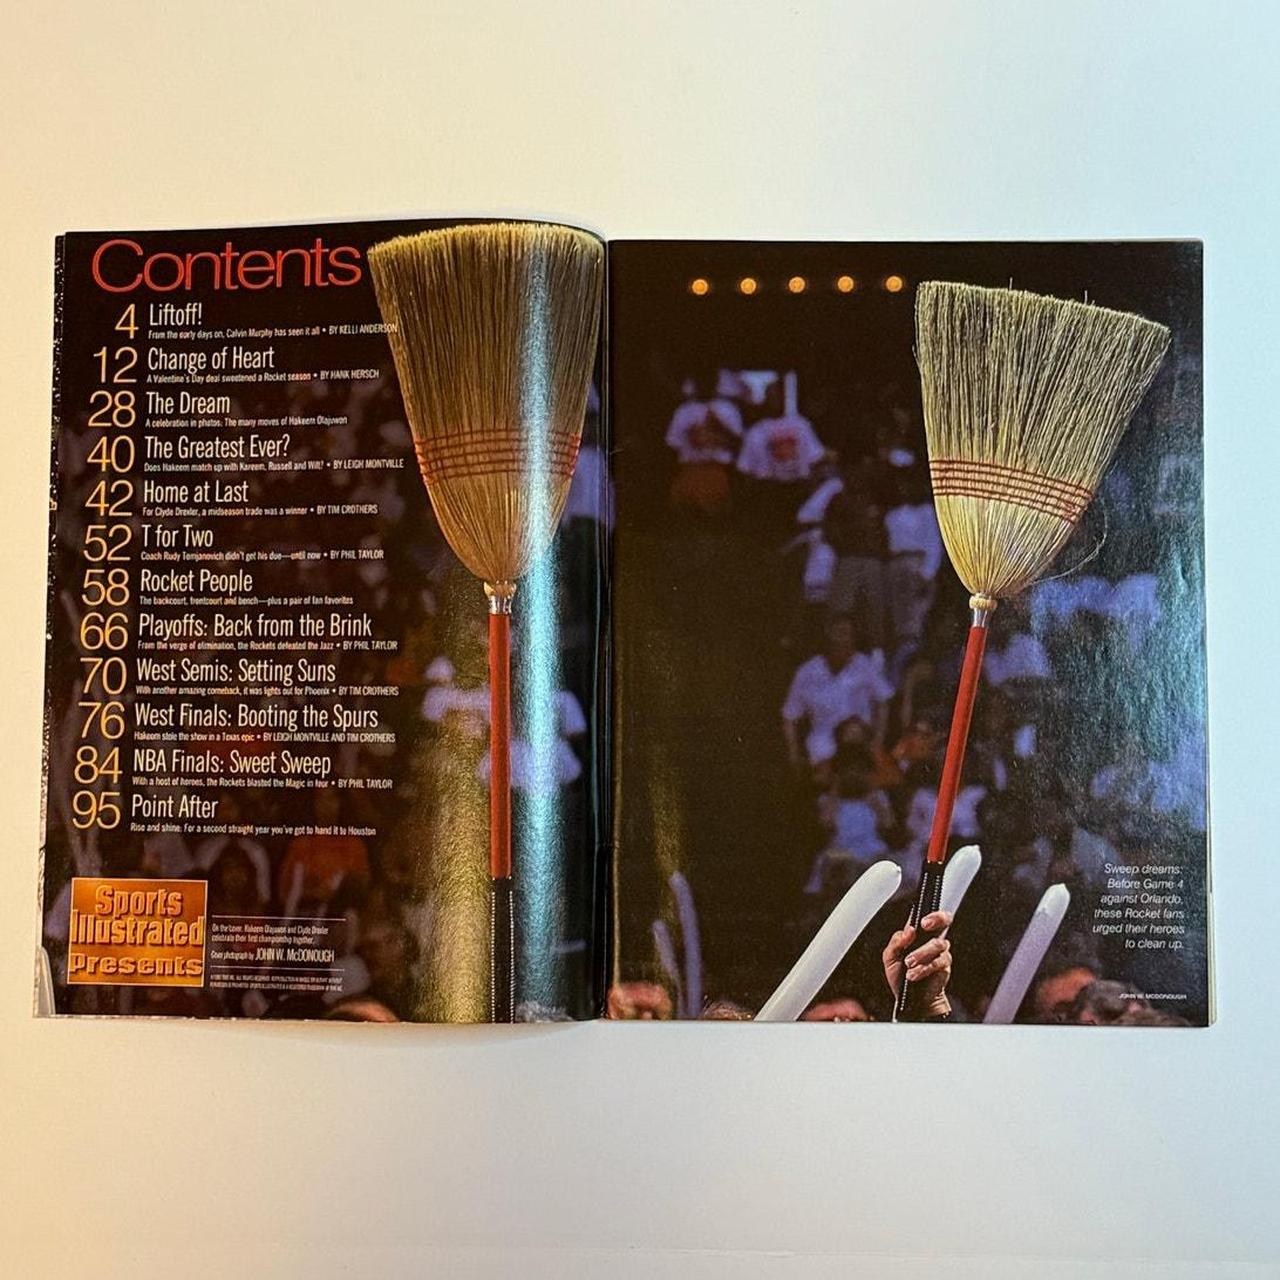 Contents
4 Liftoff!
From the early days on, Calvin Murphy has seen it all • BY KELLI ANDERSON
12 Change of Heart
A Valentine's Day deal sweetened a Rocket season • BY HANK HERSCH
28 The Dream
A celebration in photos: The many moves of Hakeem Olajuwon
40 The Greatest Ever?
Does Hakeem match up with Kareem, Russell and Wilt? • BY LEIGH MONTVILLE
42 Home at Last
For Clyde Drexler, a midseason trade was a winner • BY TIM CROTHERS
52 T for Two
Coach Rudy Tomjanovich didn't get his due—until now • BY PHIL TAYLOR
58 Rocket People
The backcourt, frontcourt and bench—plus a pair of fan favorites
66 Playoffs: Back from the Brink
From the verge of elimination, the Rockets defeated the Jazz • BY PHIL TAYLOR
70 West Semis: Setting Suns
With another amazing comeback, it was lights out for Phoenix • BY TIM CROTHERS
76 West Finals: Booting the Spurs
Hakeem stole the show in a Texas epic • BY LEIGH MONTVILLE AND TIM CROTHERS
84 NBA Finals: Sweet Sweep
With a host of heroes, the Rockets blasted the Magic in four • BY PHIL TAYLOR
95 Point After
Rise and shine: For a second straight year you've got to hand it to Houston
Sports
Illustrated
Presents
On the cover: Hakeem Olajuwon and Clyde Drexler
celebrate their first championship together.
Cover photograph by JOHN W. McDONOUGH
Sweep dreams:
Before Game 4
against Orlando,
these Rocket fans
urged their heroes
to clean up.
JOHN W. MCDONOUGH